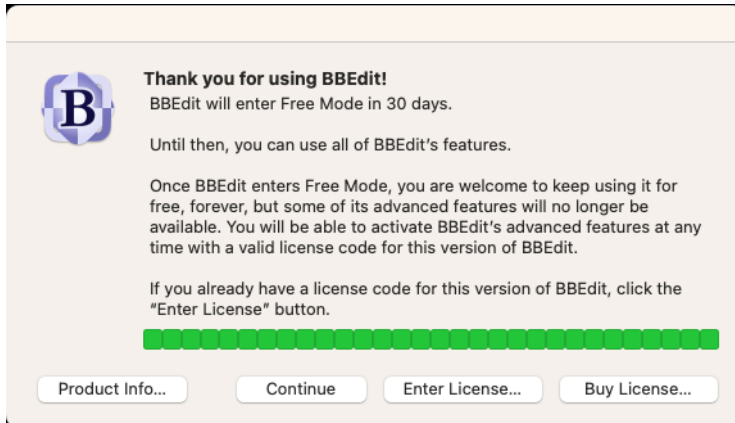 B
Thank you for using BBEdit!
BBEdit will enter Free Mode in 30 days.
Until then, you can use all of BBEdit's features.
Once BBEdit enters Free Mode, you are welcome to keep using it for
free, forever, but some of its advanced features will no longer be
available. You will be able to activate BBEdit's advanced features at any
time with a valid license code for this version of BBEdit.
If you already have a license code for this version of BBEdit, click the
“Enter License” button.
Product Info... Continue Enter License... Buy License...